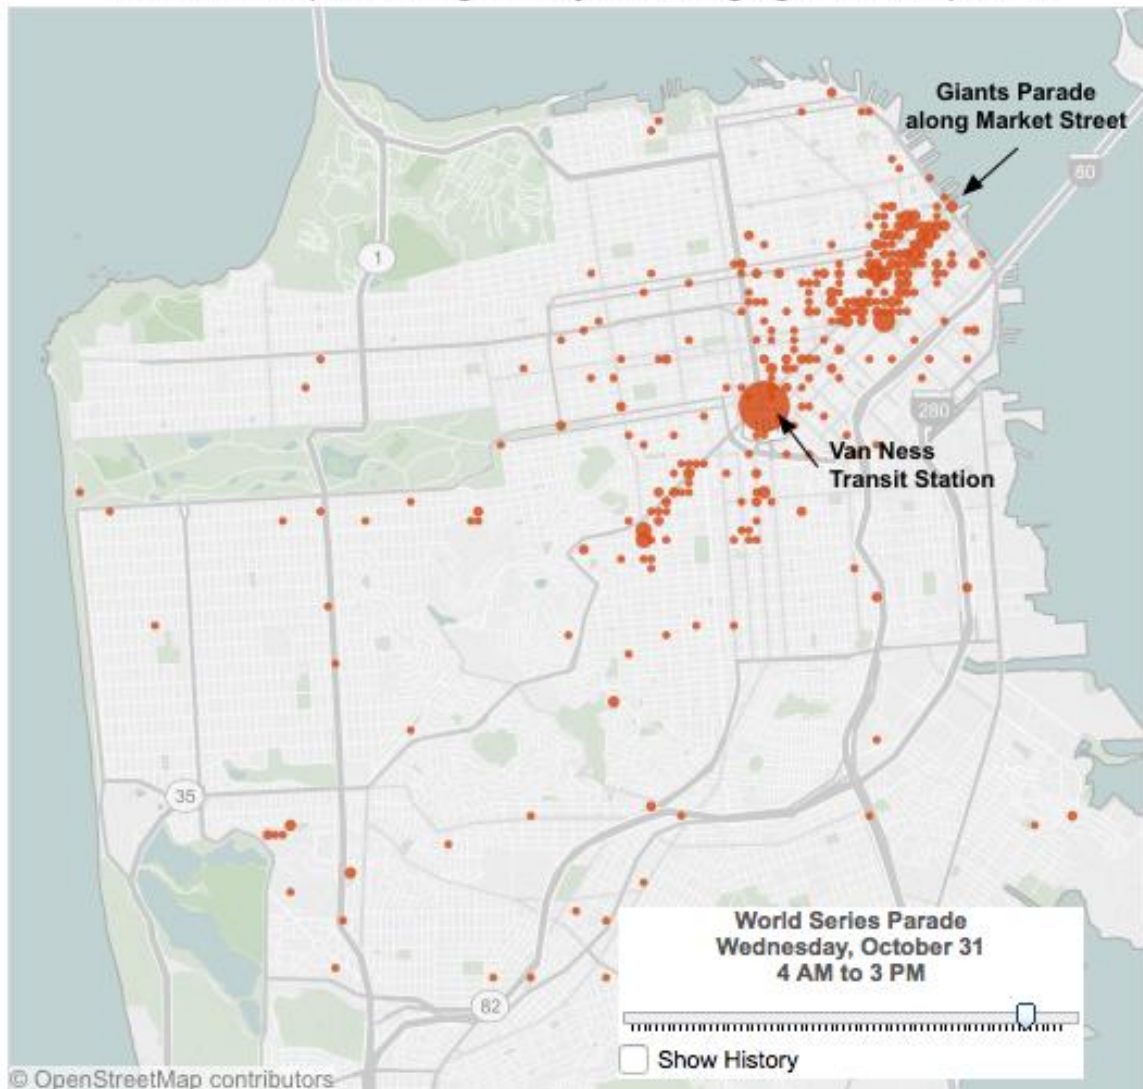 Giants Parade
along Market Street
80
1
280
Van Ness
Transit Station
35
World Series Parade
Wednesday, October 31
4 AM to 3 PM
82
Show History
© OpenStreetMap contributors